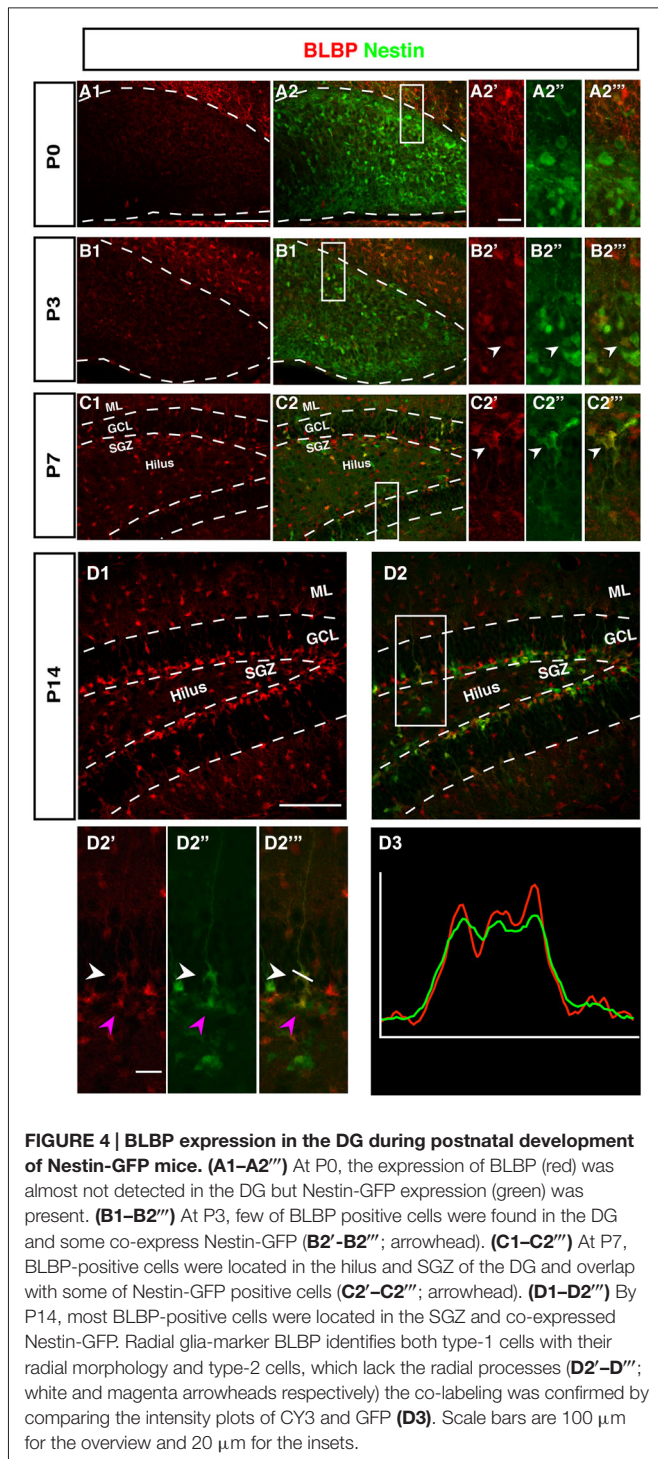 BLBP Nestin
P0
A1
A2
A2'
A2''
A2'''
P3
B1
B1
B2'
B2''
B2'''
P7
C1
ML
GCL
SGZ
Hilus
C2
ML
GCL
SGZ
Hilus
C2'
C2''
C2'''
P14
D1
ML
GCL
SGZ
Hilus
D2
ML
GCL
SGZ
Hilus
D2'
D2''
D2'''
D3
FIGURE 4 | BLBP expression in the DG during postnatal development
of Nestin-GFP mice. (A1–A2''') At P0, the expression of BLBP (red) was
almost not detected in the DG but Nestin-GFP expression (green) was
present. (B1–B2''') At P3, few of BLBP positive cells were found in the DG
and some co-express Nestin-GFP (B2'-B2'''; arrowhead). (C1–C2''') At P7,
BLBP-positive cells were located in the hilus and SGZ of the DG and overlap
with some of Nestin-GFP positive cells (C2'–C2'''; arrowhead). (D1–D2''') By
P14, most BLBP-positive cells were located in the SGZ and co-expressed
Nestin-GFP. Radial glia-marker BLBP identifies both type-1 cells with their
radial morphology and type-2 cells, which lack the radial processes (D2'–D''';
white and magenta arrowheads respectively) the co-labeling was confirmed by
comparing the intensity plots of CY3 and GFP (D3). Scale bars are 100 μm
for the overview and 20 μm for the insets.